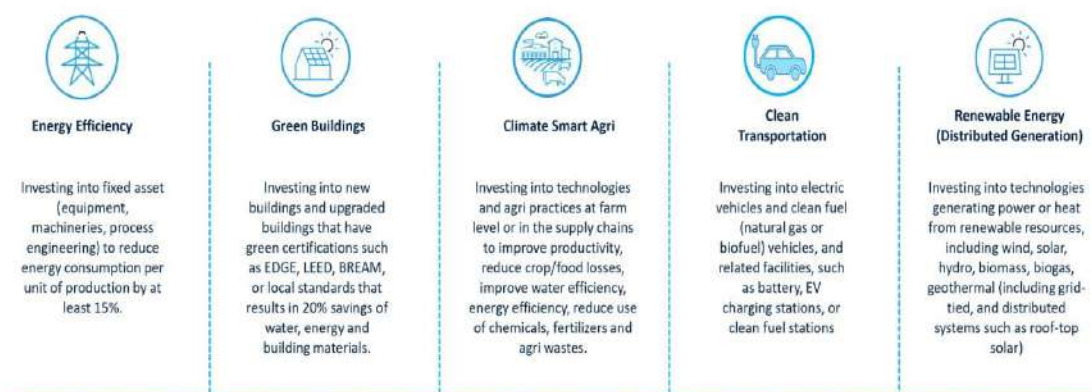 Energy Efficiency
Investing into fixed asset
(equipment,
machineries, process
engineering) to reduce
energy consumption per
unit of production by at
least 15%.
Green Buildings
Investing into new
buildings and upgraded
buildings that have
green certifications such
as EDGE, LEED, BREAM,
or local standards that
results in 20% savings of
water, energy and
building materials.
Climate Smart Agri
Investing into technologies
and agri practices at farm
level or in the supply chains
to improve productivity,
reduce crop/food losses,
improve water efficiency,
energy efficiency, reduce use
of chemicals, fertilizers and
agri wastes.
Clean
Transportation
Investing into electric
vehicles and clean fuel
(natural gas or
biofuel) vehicles, and
related facilities, such
as battery, EV
charging stations, or
clean fuel stations
Renewable Energy
(Distributed Generation)
Investing into technologies
generating power or heat
from renewable resources,
including wind, solar,
hydro, biomass, biogas,
geothermal (including grid-
tied, and distributed
systems such as roof-top
solar)